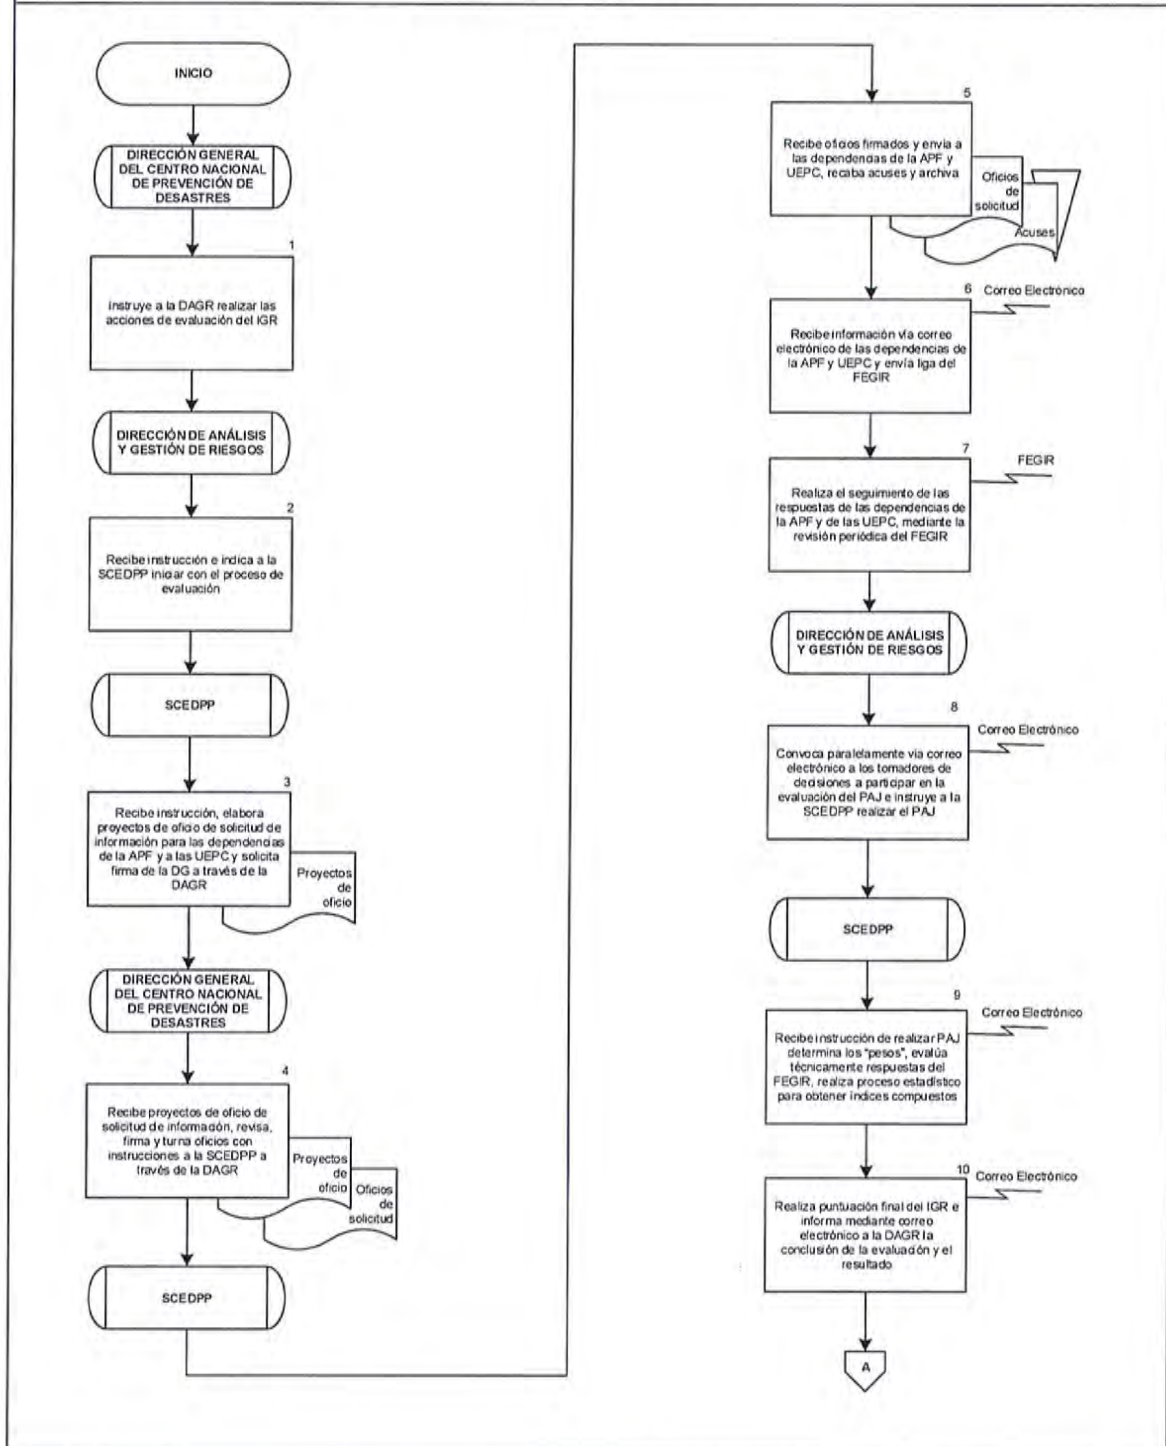 INICIO
DIRECCIÓN GENERAL
DEL CENTRO NACIONAL
DE PREVENCIÓN DE
DESASTRES
1
Instruye a la DAGR realizar las
acciones de evaluación del IGR
DIRECCIÓN DE ANÁLISIS
Y GESTIÓN DE RIESGOS
2
Recibe instrucción e indica a la
SCEDPP iniciar con el proceso de
evaluación
SCEDPP
3
Recibe instrucción, elabora
proyectos de oficio de solicitud de
información para las dependencias
de la APF y a las UEPC y solicita
firma de la DG a través de la
DAGR
Proyectos
de
oficio
DIRECCIÓN GENERAL
DEL CENTRO NACIONAL
DE PREVENCIÓN DE
DESASTRES
4
Recibe proyectos de oficio de
solicitud de información, revisa,
firma y turna oficios con
instrucciones a la SCEDPP a
través de la DAGR
Proyectos
de
oficio
Oficios
de
solicitud
SCEDPP
5
Recibe oficios firmados y envía a
las dependencias de la APF y
UEPC, recaba acuses y archiva
Oficios
de
solicitud
Acuses
6
Correo Electrónico
Recibe información vía correo
electrónico de las dependencias de
la APF y UEPC y envía liga del
FEGIR
7
FEGIR
Realiza el seguimiento de las
respuestas de las dependencias de
la APF y de las UEPC, mediante la
revisión periódica del FEGIR
DIRECCIÓN DE ANÁLISIS
Y GESTIÓN DE RIESGOS
8
Correo Electrónico
Convoca paralelamente vía correo
electrónico a los tomadores de
decisiones a participar en la
evaluación del PAJ e instruye a la
SCEDPP realizar el PAJ
SCEDPP
9
Correo Electrónico
Recibe instrucción de realizar PAJ
determina los "pesos", evalúa
técnicamente respuestas del
FEGIR, realiza proceso estadístico
para obtener índices compuestos
10
Correo Electrónico
Realiza puntuación final del IGR e
informa mediante correo
electrónico a la DAGR la
conclusión de la evaluación y el
resultado
A